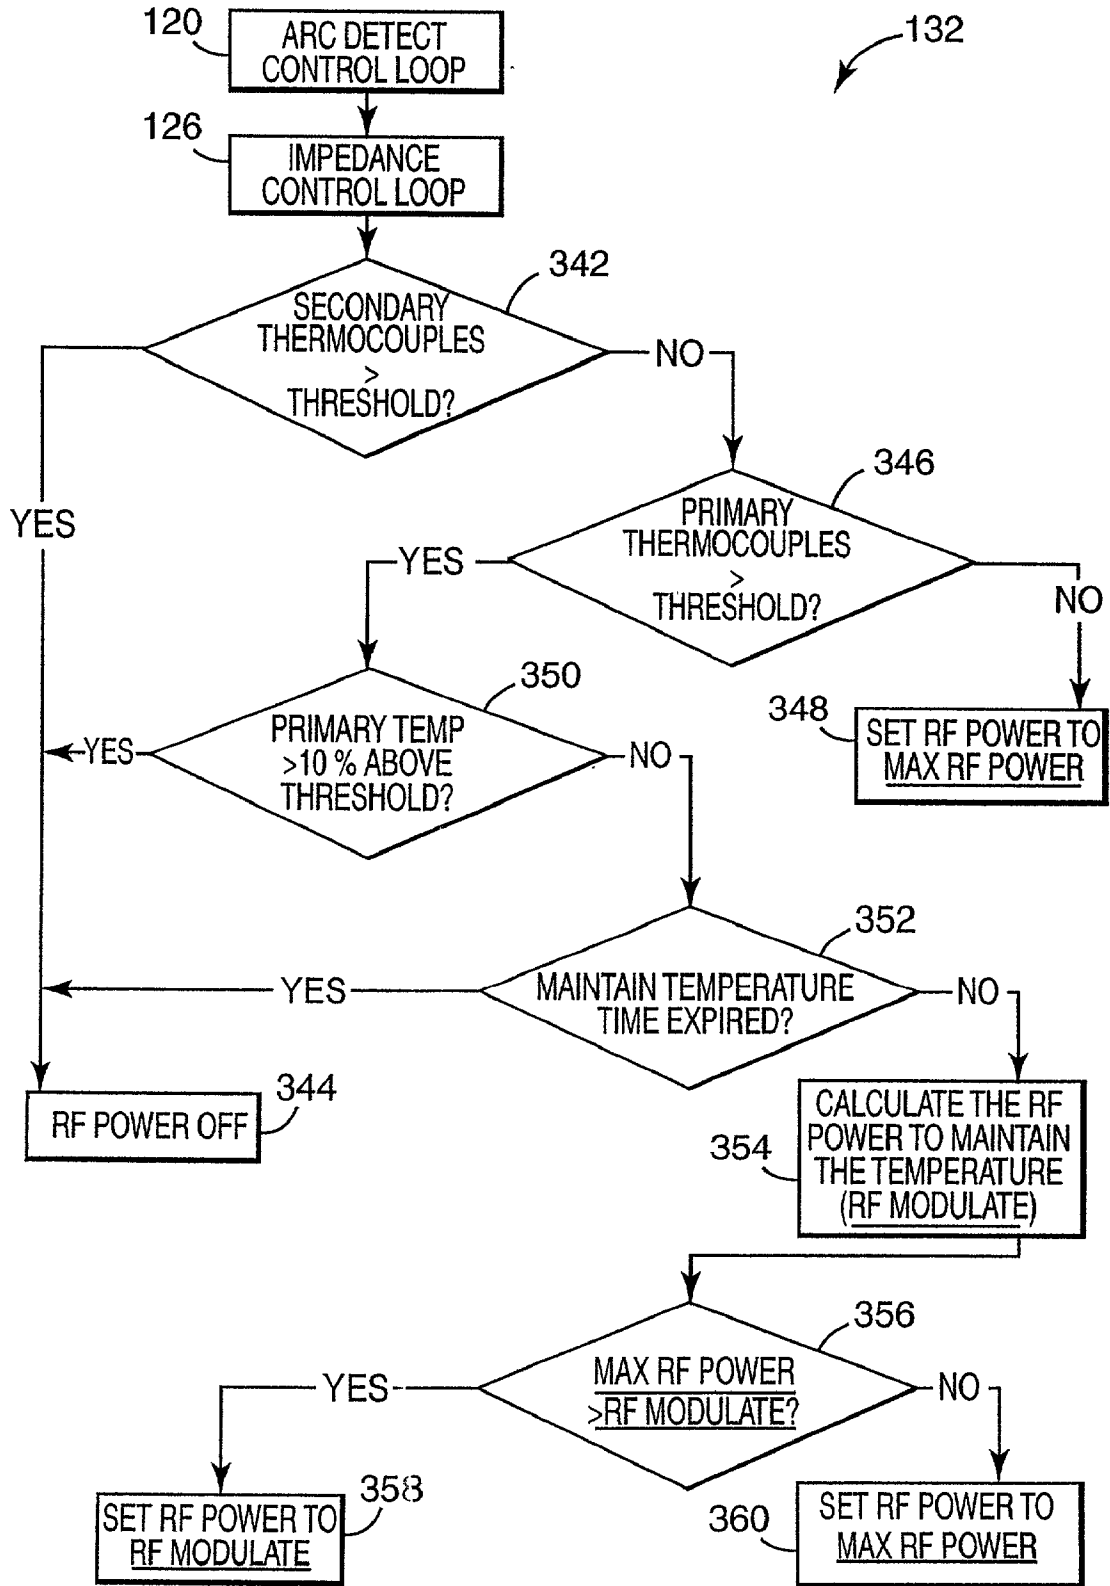 120
ARC DETECT
CONTROL LOOP
132
126
IMPEDANCE
CONTROL LOOP
342
SECONDARY
THERMOCOUPLES
>
THRESHOLD?
NO
YES
346
PRIMARY
THERMOCOUPLES
>
THRESHOLD?
YES
NO
348
SET RF POWER TO
MAX RF POWER
350
PRIMARY TEMP
>10 % ABOVE
THRESHOLD?
YES
NO
352
MAINTAIN TEMPERATURE
TIME EXPIRED?
YES
NO
344
RF POWER OFF
354
CALCULATE THE RF
POWER TO MAINTAIN
THE TEMPERATURE
(RF MODULATE)
356
MAX RF POWER
>RF MODULATE?
YES
NO
358
SET RF POWER TO
RF MODULATE
360
SET RF POWER TO
MAX RF POWER